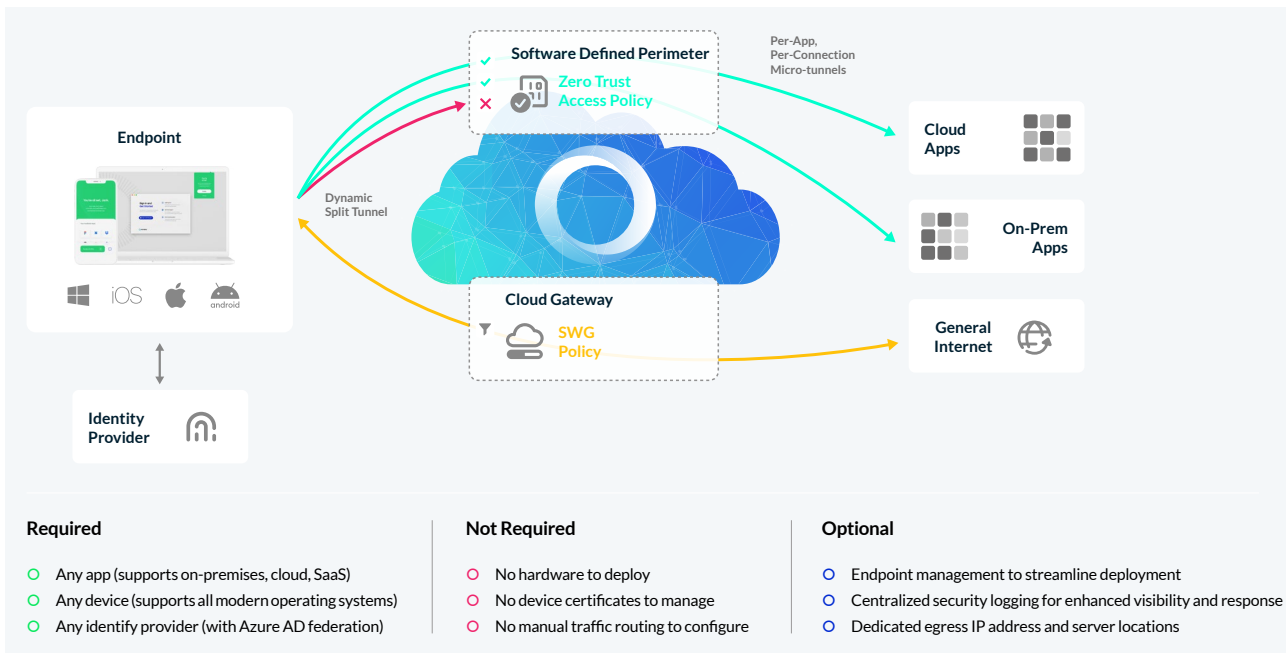 Software Defined Perimeter
Zero Trust
Access Policy
Per-App,
Per-Connection
Micro-tunnels
Endpoint
iOS
android
Dynamic
Split Tunnel
Cloud
Apps
On-Prem
Apps
Cloud Gateway
SWG
Policy
General
Internet
Identity
Provider
Required
Any app (supports on-premises, cloud, SaaS)
Any device (supports all modern operating systems)
Any identify provider (with Azure AD federation)
Not Required
No hardware to deploy
No device certificates to manage
No manual traffic routing to configure
Optional
Endpoint management to streamline deployment
Centralized security logging for enhanced visibility and response
Dedicated egress IP address and server locations